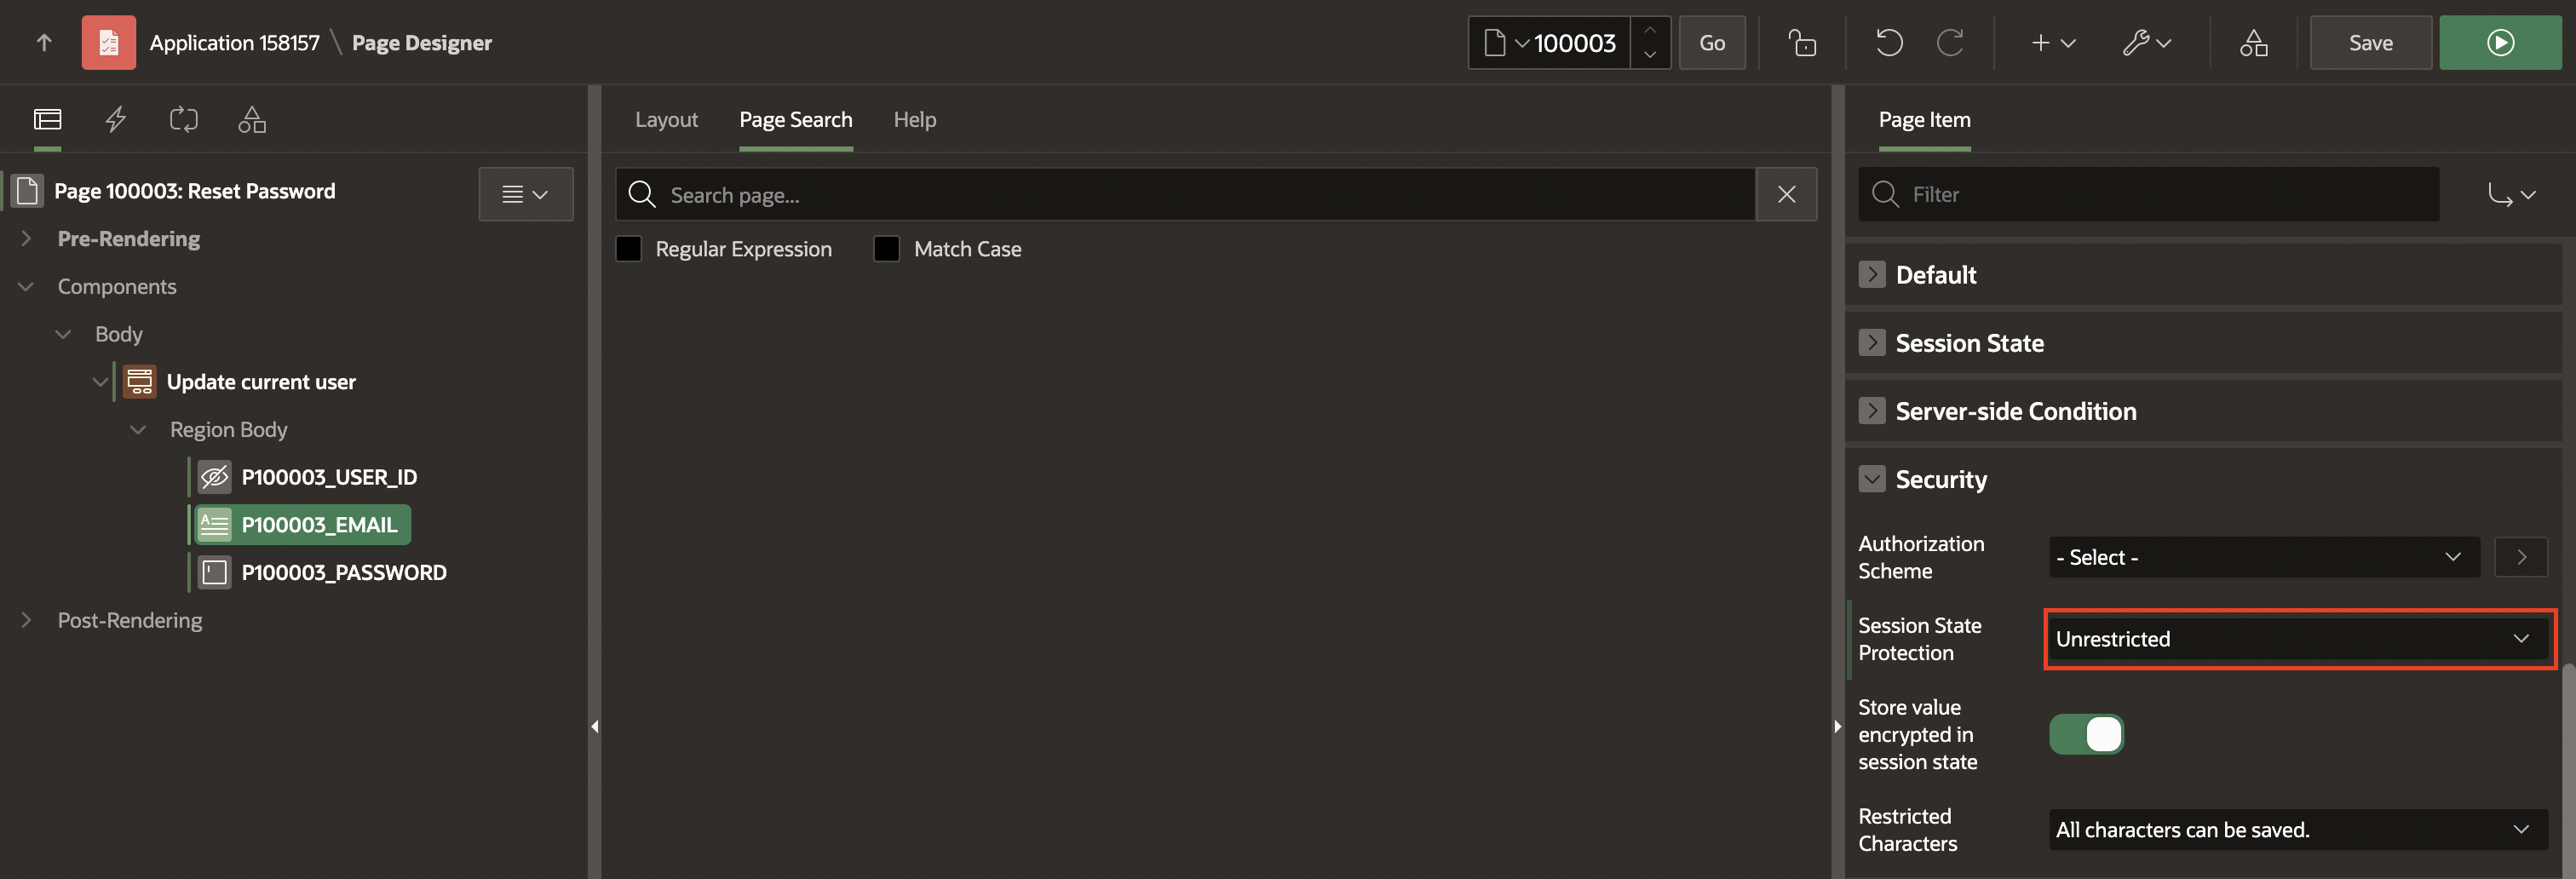 Application 158157 \ Page Designer
100003
Go
Save
Page 100003: Reset Password
Pre-Rendering
Components
Body
Update current user
Region Body
P100003_USER_ID
P100003_EMAIL
P100003_PASSWORD
Post-Rendering
Layout
Page Search
Help
Search page...
Regular Expression
Match Case
Page Item
Filter
Default
Session State
Server-side Condition
Security
Authorization
Scheme
- Select -
Session State
Protection
Unrestricted
Store value
encrypted in
session state
Restricted
Characters
All characters can be saved.